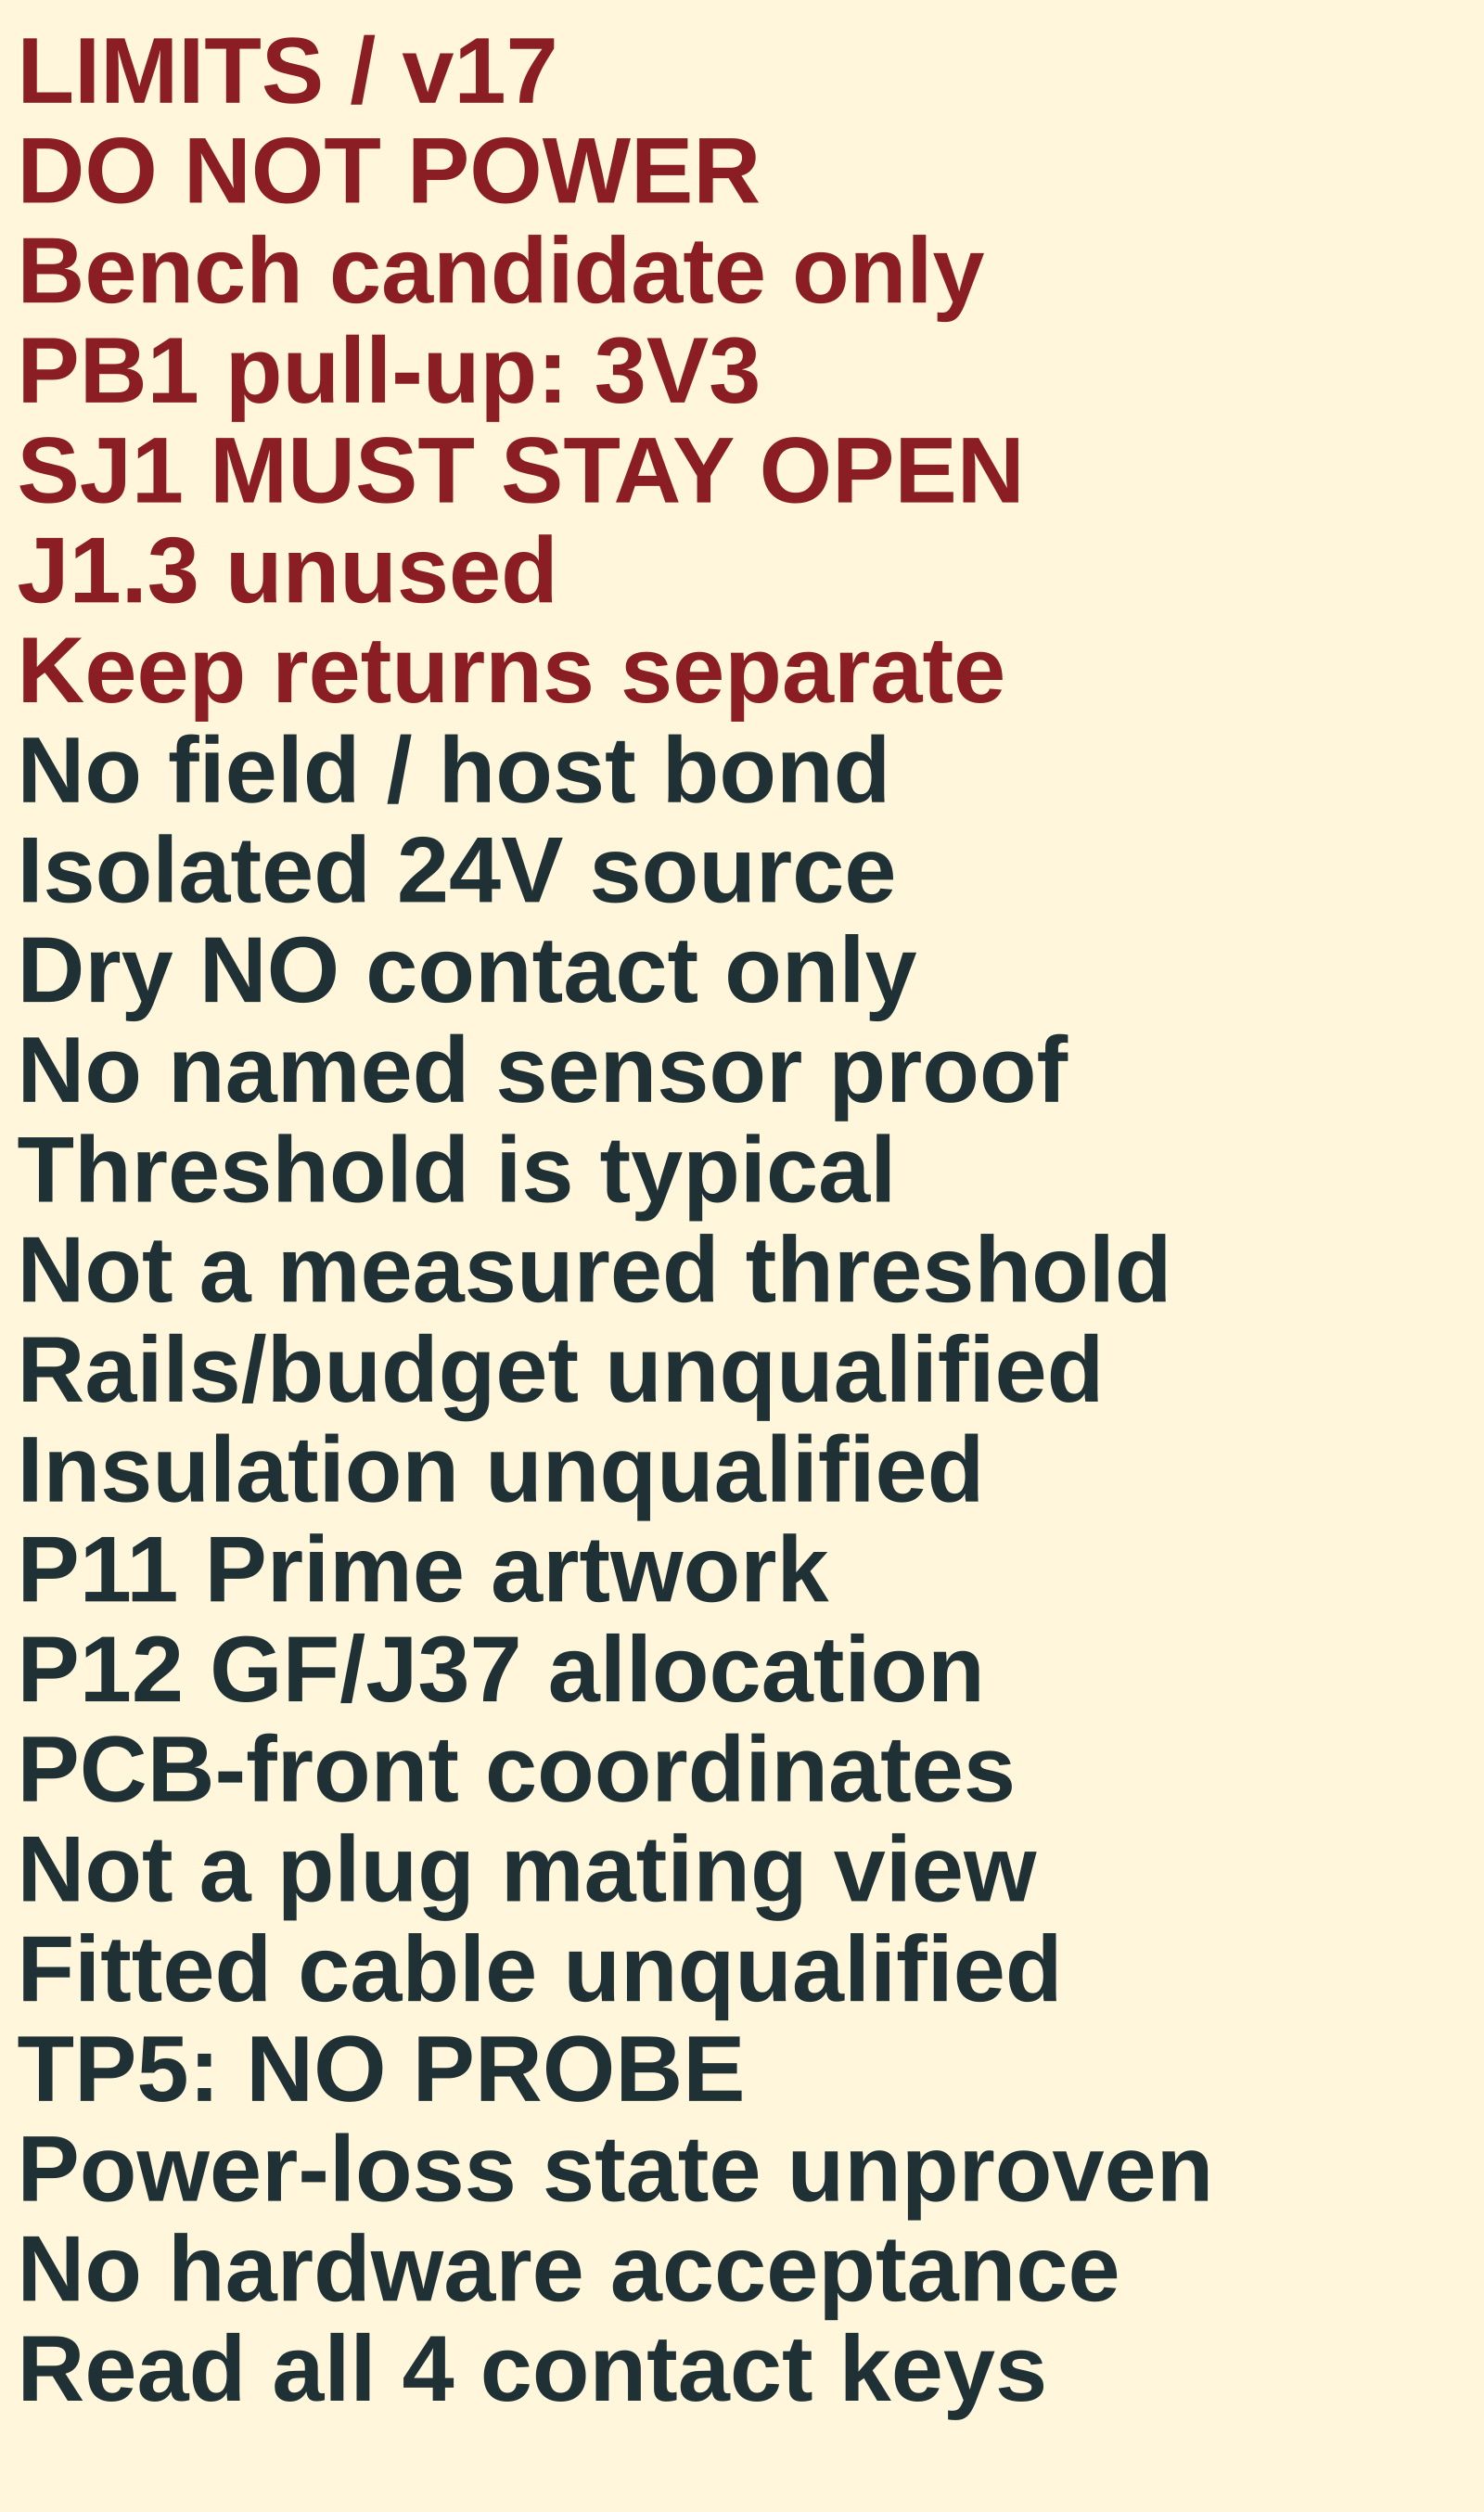 LIMITS / v17
DO NOT POWER
Bench candidate only
PB1 pull-up: 3V3
SJ1 MUST STAY OPEN
J1.3 unused
Keep returns separate
No field / host bond
Isolated 24V source
Dry NO contact only
No named sensor proof
Threshold is typical
Not a measured threshold
Rails/budget unqualified
Insulation unqualified
P11 Prime artwork
P12 GF/J37 allocation
PCB-front coordinates
Not a plug mating view
Fitted cable unqualified
TP5: NO PROBE
Power-loss state unproven
No hardware acceptance
Read all 4 contact keys